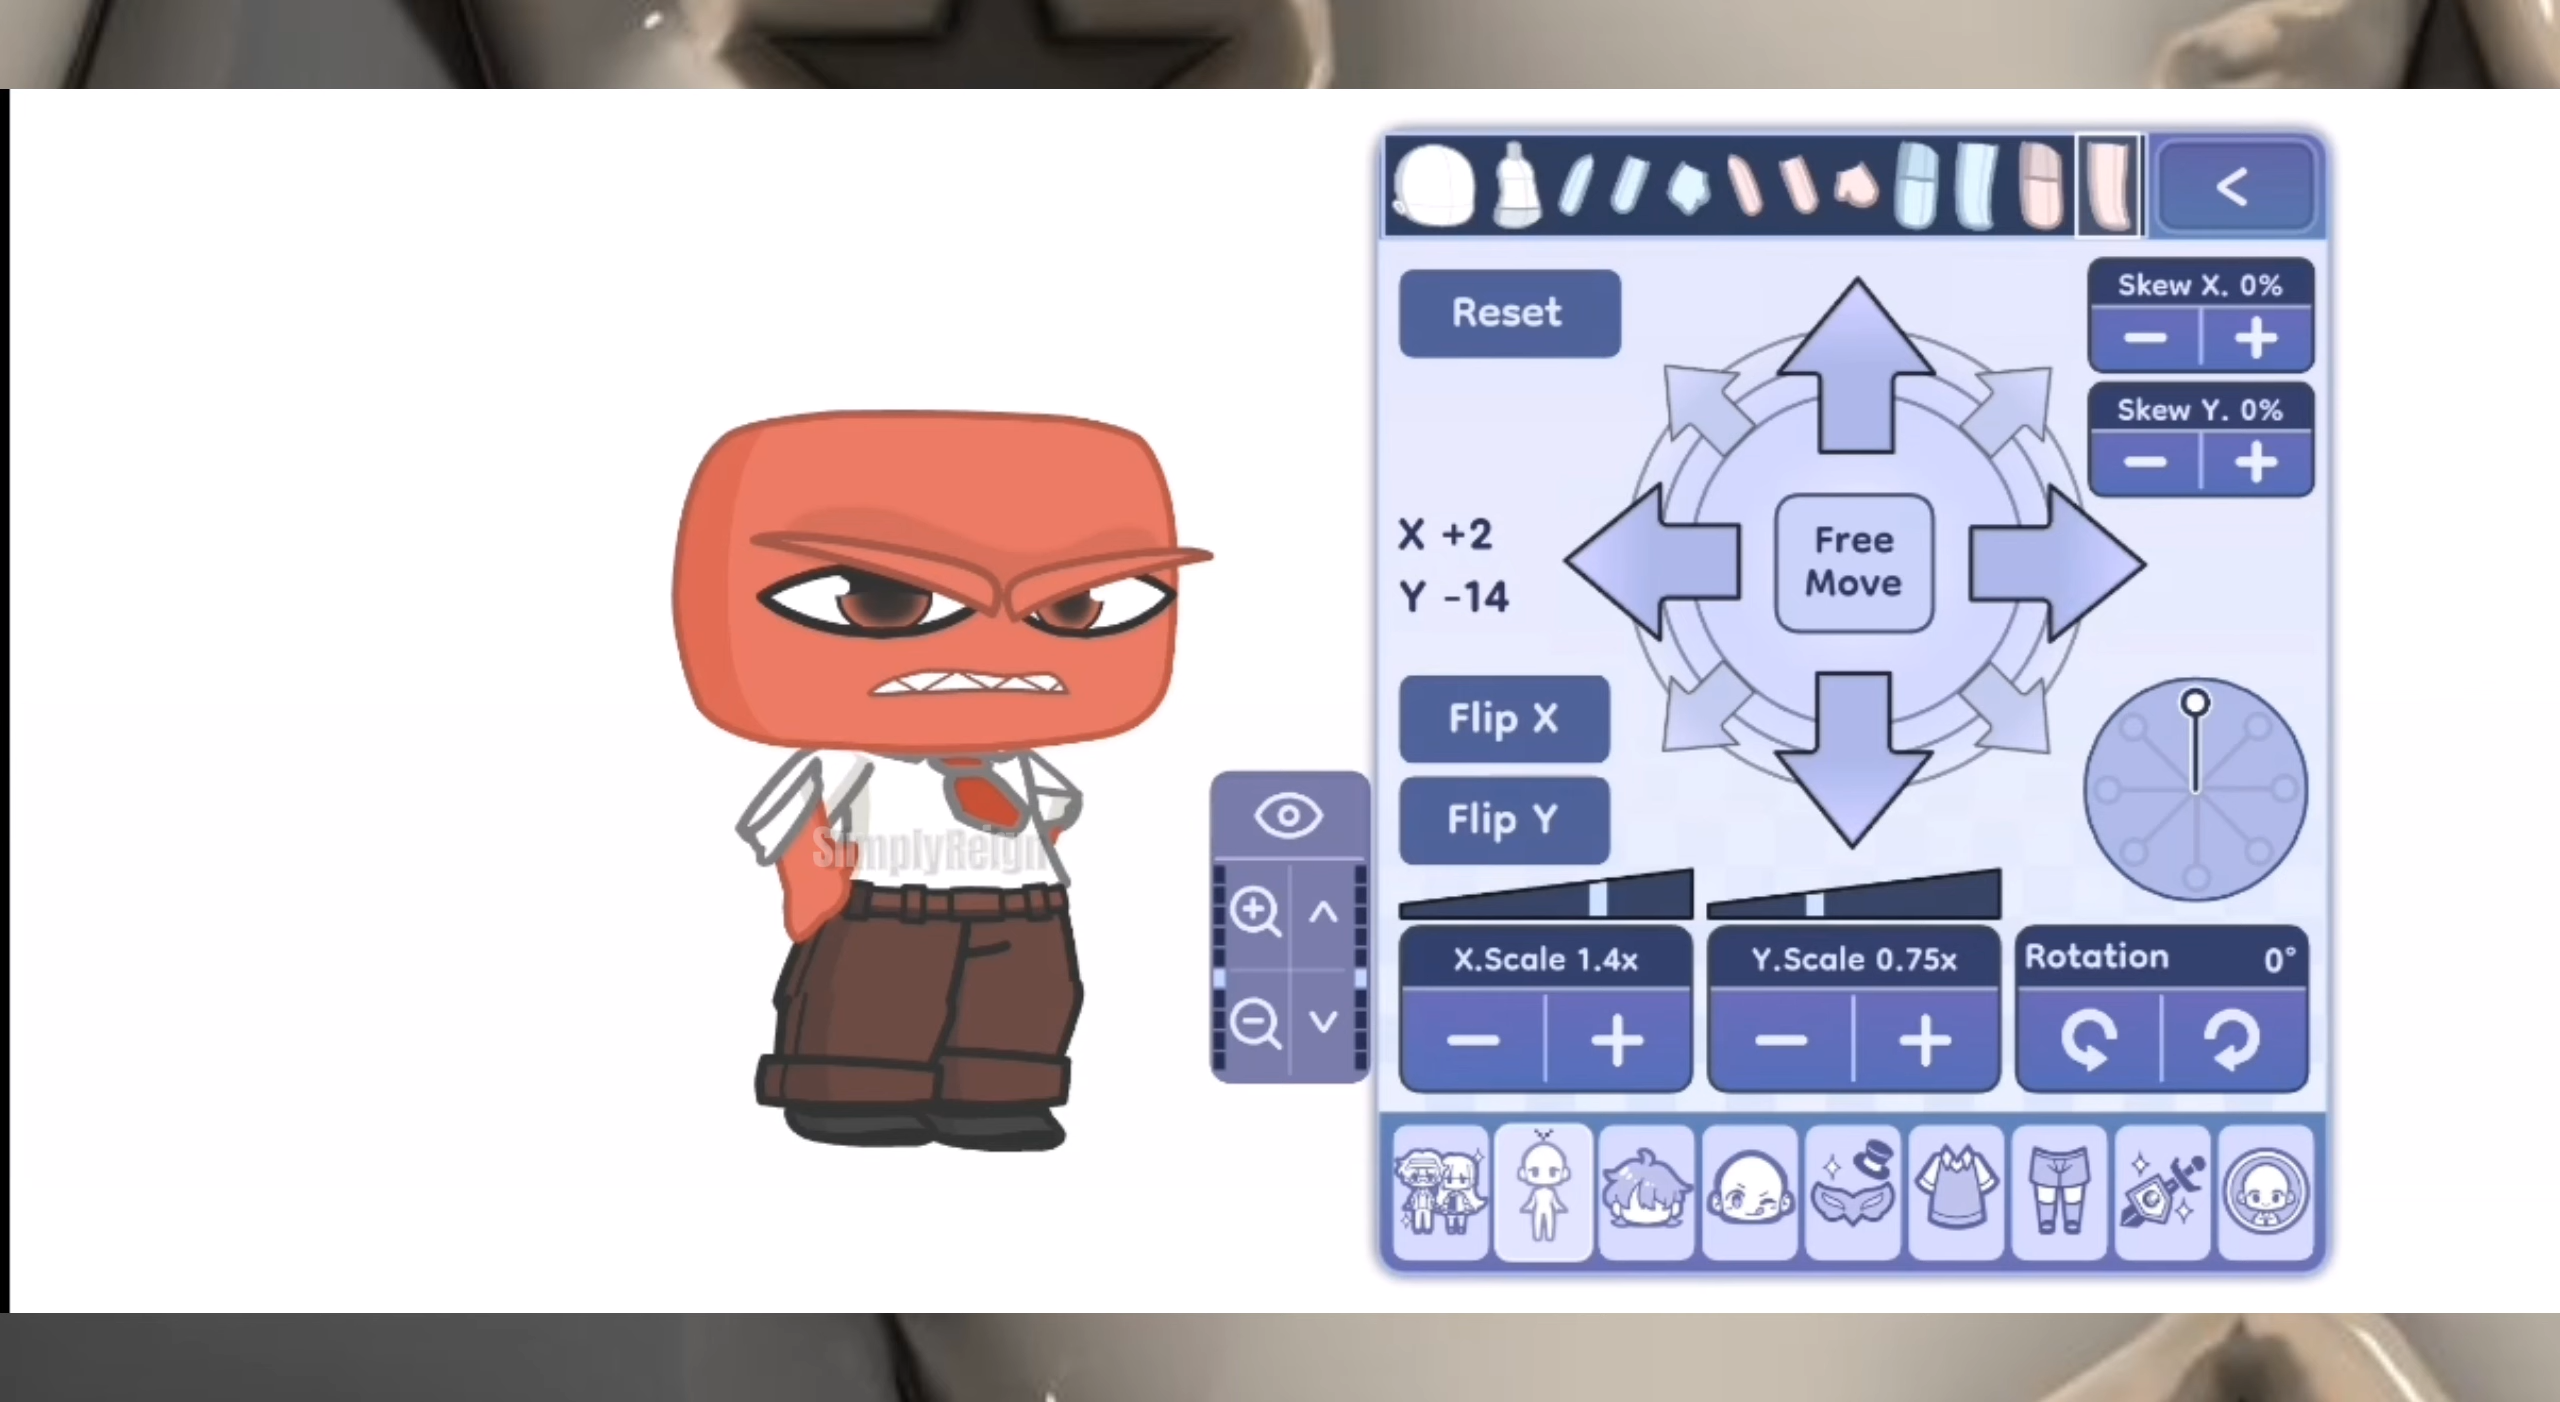 Skew X. 0%
Reset
Skew Y. 0%
X +2
Y -14
Free
Move
Flip X
Flip Y
SimplyReign
X.Scale 1.4x
Y.Scale 0.75x
Rotation 0°